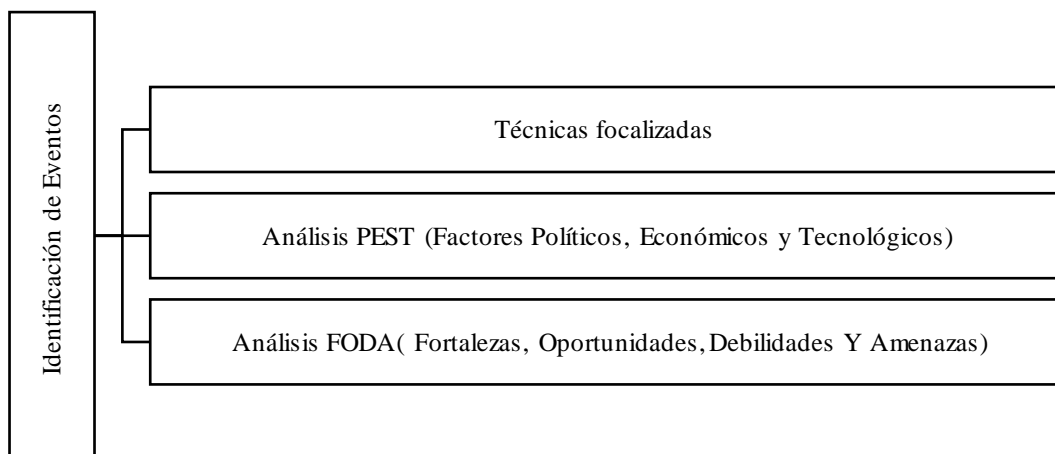 Identificación de Eventos
Técnicas focalizadas
Análisis PEST (Factores Políticos, Económicos y Tecnológicos)
Análisis FODA( Fortalezas, Oportunidades, Debilidades Y Amenazas)